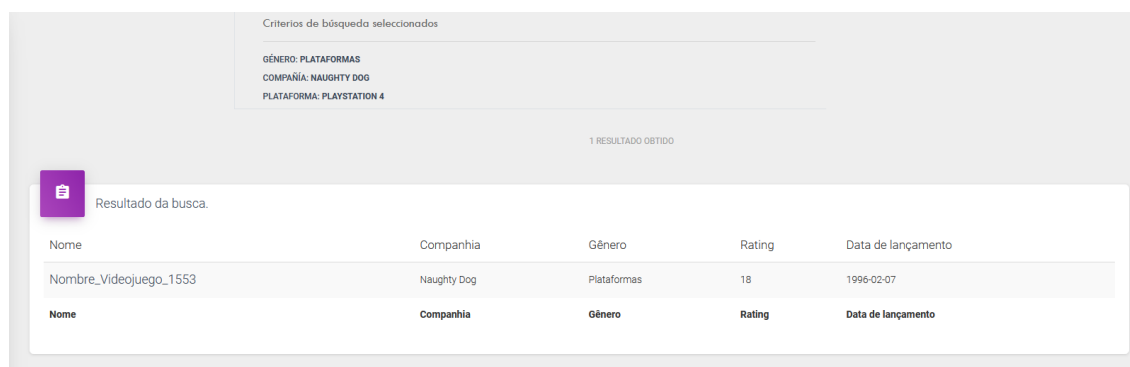 Criterios de búsqueda seleccionados
GÉNERO: PLATAFORMAS
COMPAÑÍA: NAUGHTY DOG
PLATAFORMA: PLAYSTATION 4
1 RESULTADO OBTIDO
Resultado da busca.
Nome Companhia Gênero Rating Data de lançamento
Nombre_Videojuego_1553 Naughty Dog Plataformas 18 1996-02-07
Nome Companhia Gênero Rating Data de lançamento